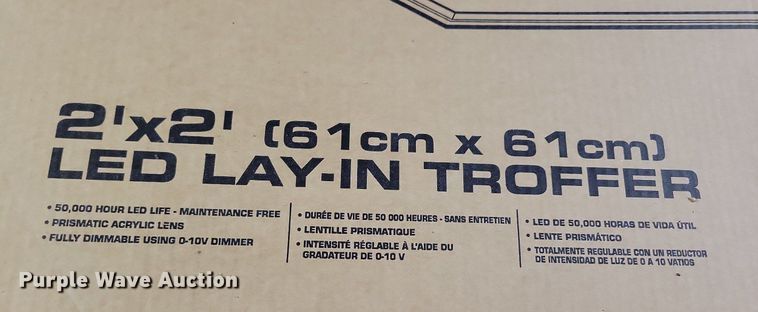 2'x2' (61cm x 61cm)
LED LAY-IN TROFFER
• 50,000 HOUR LED LIFE - MAINTENANCE FREE
• PRISMATIC ACRYLIC LENS
• FULLY DIMMABLE USING 0-10V DIMMER
• DURÉE DE VIE DE 50 000 HEURES - SANS ENTRETIEN
• LENTILLE PRISMATIQUE
• INTENSITÉ RÉGLABLE À L'AIDE DU
GRADATEUR DE 0-10 V
• LED DE 50,000 HORAS DE VIDA ÚTIL
• LENTE PRISMÁTICO
• TOTALMENTE REGULABLE CON UN REDUCTOR
DE INTENSIDAD DE LUZ DE 0 A 10 VATIOS
Purple Wave Auction